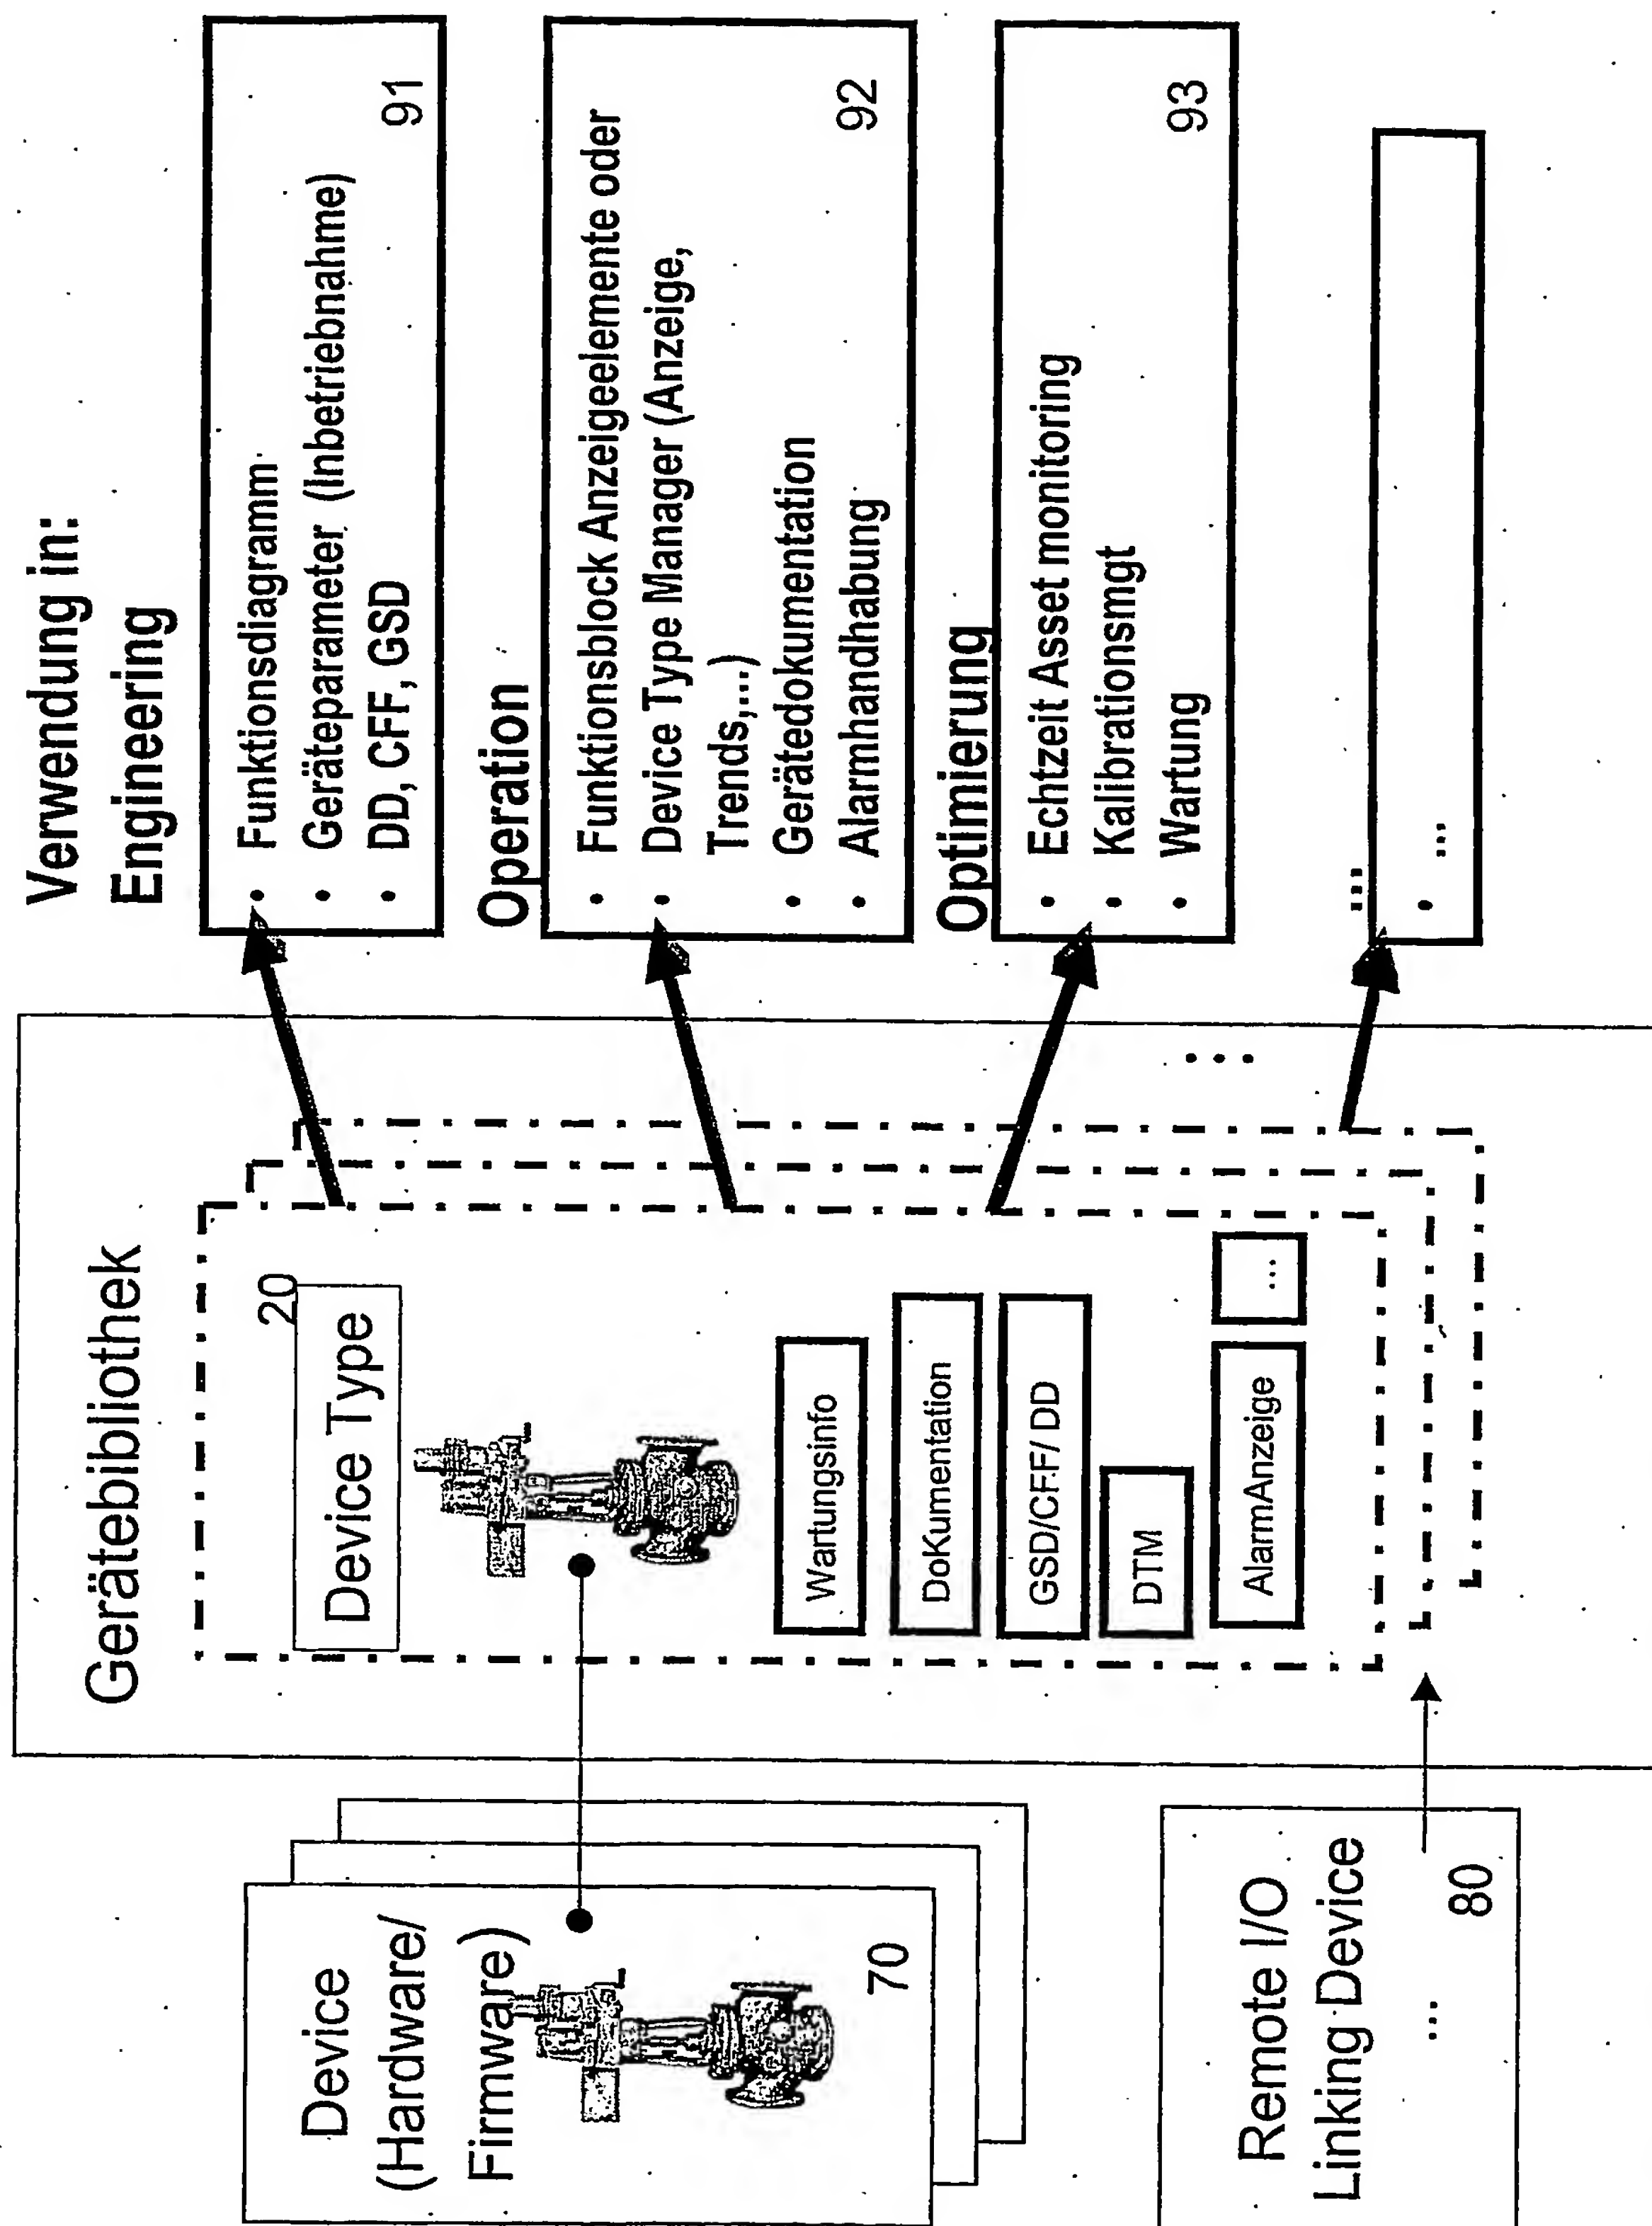 Device
(Hardware/
Firmware)
70
Remote I/O
Linking Device
...
80
Gerätebibliothek
20
Device Type
Wartungsinfo
DoKumentation
GSD/CFF/ DD
DTM
AlarmAnzeige
...
...
Verwendung in:
Engineering
• Funktionsdiagramm
• Geräteparameter (Inbetriebnahme)
• DD, CFF, GSD
91
Operation
• Funktionsblock Anzeigeelemente oder
• Device Type Manager (Anzeige,
Trends,...)
• Gerätedokumentation
• Alarmhandhabung
92
Optimierung
• Echtzeit Asset monitoring
• Kalibrationsmgt
• Wartung
93
...
• ...